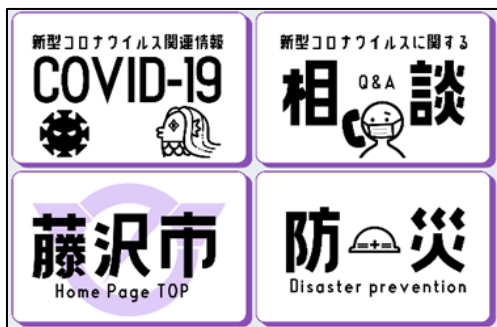 新型コロナウイルス関連情報
COVID-19
新型コロナウイルスに関する
相談
Q&A
藤沢市
Home Page TOP
防災
Disaster prevention